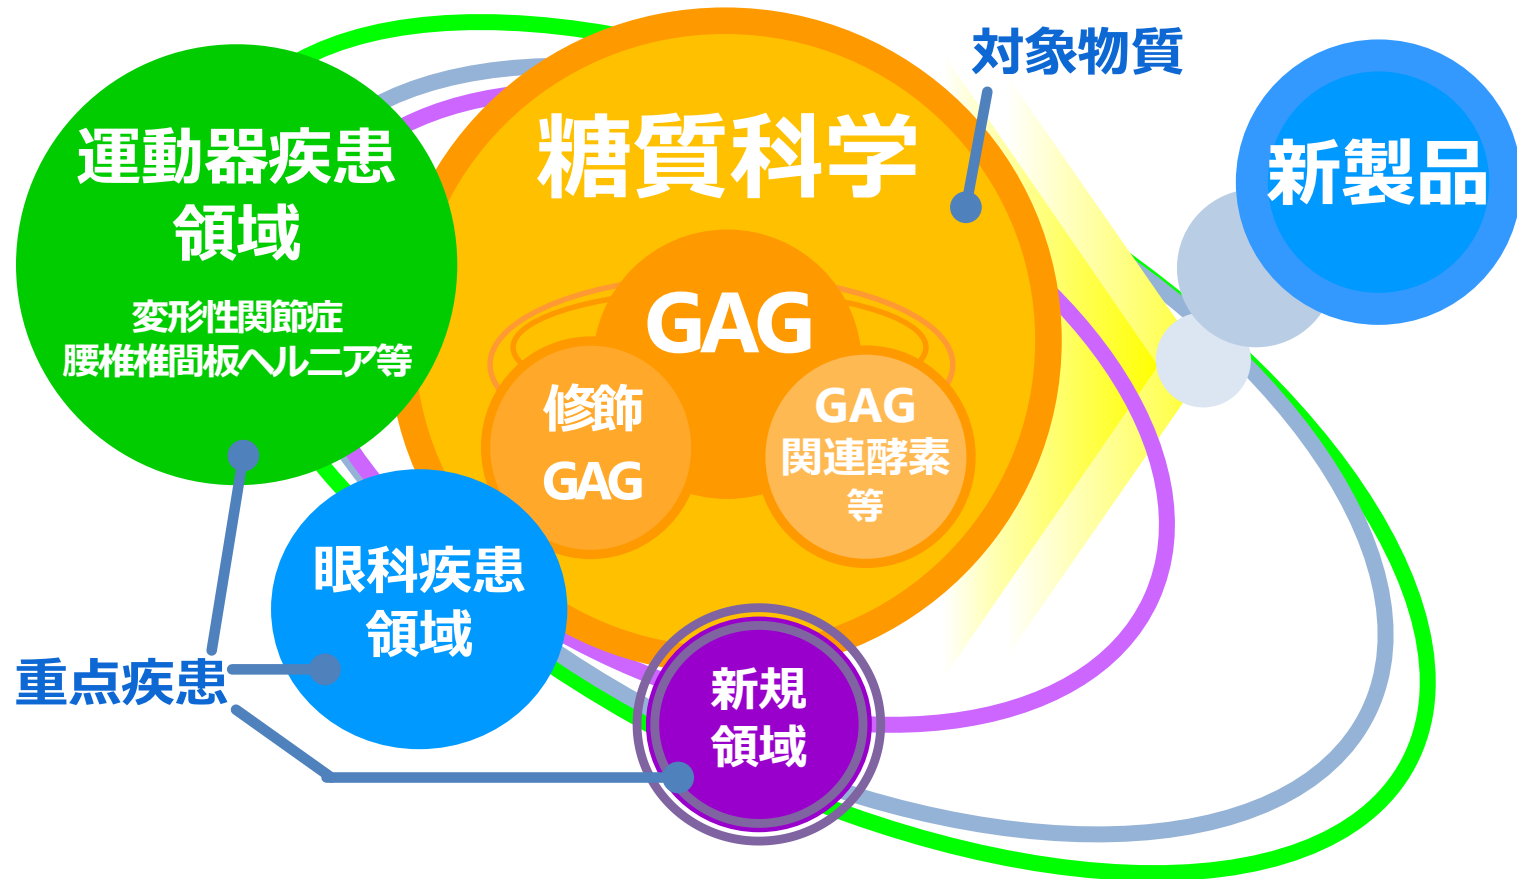 対象物質
糖質科学
新製品
運動器疾患
領域
変形性関節症
腰椎椎間板ヘルニア等
GAG
修飾
GAG
GAG
関連酵素
等
眼科疾患
領域
重点疾患
新規
領域